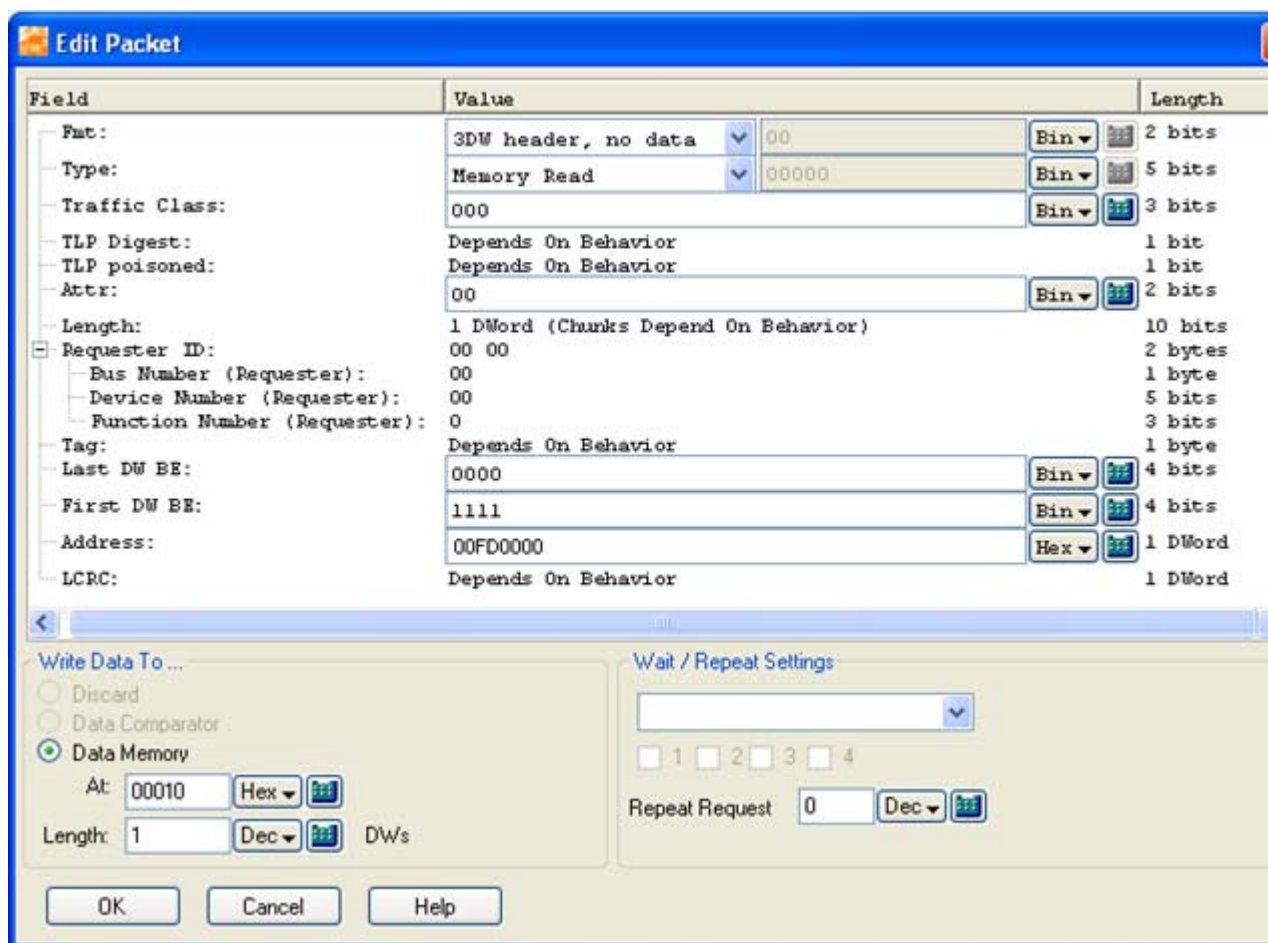 Edit Packet
Field Value Length
Fmt: 3DW header, no data 00 Bin 2 bits
Type: Memory Read 00000 Bin 5 bits
Traffic Class: 000 Bin 3 bits
TLP Digest: Depends On Behavior 1 bit
TLP poisoned: Depends On Behavior 1 bit
Attr: 00 Bin 2 bits
Length: 1 DWord (Chunks Depend On Behavior) 10 bits
Requester ID: 00 00 2 bytes
Bus Number (Requester): 00 1 byte
Device Number (Requester): 00 5 bits
Function Number (Requester): 0 3 bits
Tag: Depends On Behavior 1 byte
Last DW BE: 0000 Bin 4 bits
First DW BE: 1111 Bin 4 bits
Address: 00FD0000 Hex 1 DWord
LCRC: Depends On Behavior 1 DWord
Write Data To ... Wait / Repeat Settings
Discard
Data Comparator
Data Memory 1 2 3 4
At: 00010 Hex
Repeat Request 0 Dec
Length: 1 Dec DWs
OK Cancel Help